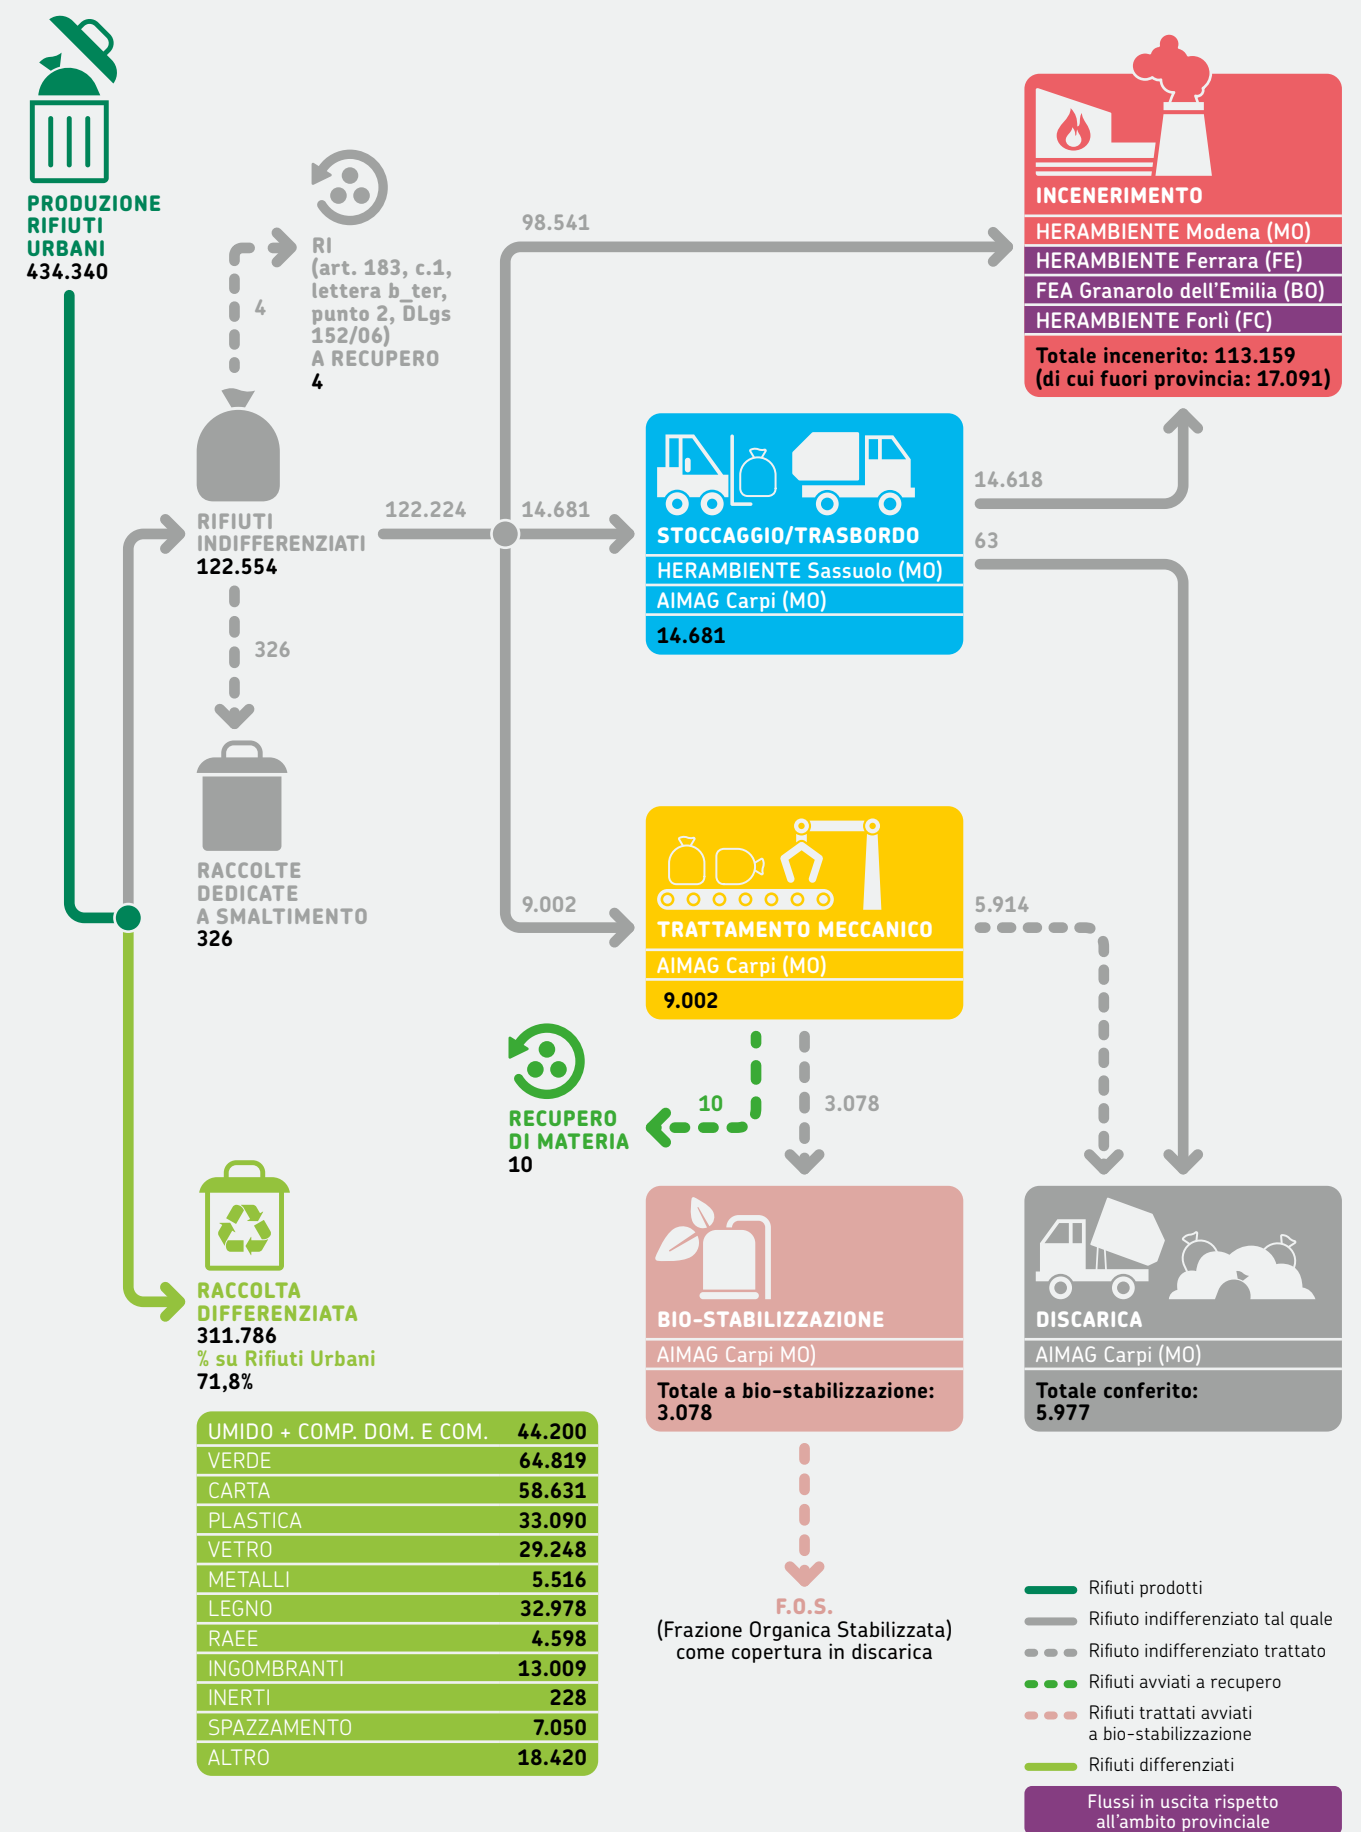 PRODUZIONE
RIFIUTI
URBANI
434.340
4
RI
(art. 183, c.1,
lettera b_ter,
punto 2, DLgs
152/06)
A RECUPERO
4
RIFIUTI
INDIFFERENZIATI
122.554
122.224
326
RACCOLTE
DEDICATE
A SMALTIMENTO
326
98.541
14.681
9.002
INCENERIMENTO
HERAMBIENTE Modena (MO)
HERAMBIENTE Ferrara (FE)
FEA Granarolo dell'Emilia (BO)
HERAMBIENTE Forlì (FC)
Totale incenerito: 113.159
(di cui fuori provincia: 17.091)
STOCCAGGIO/TRASBORDO
HERAMBIENTE Sassuolo (MO)
AIMAG Carpi (MO)
14.681
14.618
63
TRATTAMENTO MECCANICO
AIMAG Carpi (MO)
9.002
5.914
RECUPERO
DI MATERIA
10
10
3.078
BIO-STABILIZZAZIONE
AIMAG Carpi MO)
Totale a bio-stabilizzazione:
3.078
DISCARICA
AIMAG Carpi (MO)
Totale conferito:
5.977
F.O.S.
(Frazione Organica Stabilizzata)
come copertura in discarica
RACCOLTA
DIFFERENZIATA
311.786
% su Rifiuti Urbani
71,8%
UMIDO + COMP. DOM. E COM. 44.200
VERDE 64.819
CARTA 58.631
PLASTICA 33.090
VETRO 29.248
METALLI 5.516
LEGNO 32.978
RAEE 4.598
INGOMBRANTI 13.009
INERTI 228
SPAZZAMENTO 7.050
ALTRO 18.420
Rifiuti prodotti
Rifiuto indifferenziato tal quale
Rifiuto indifferenziato trattato
Rifiuti avviati a recupero
Rifiuti trattati avviati
a bio-stabilizzazione
Rifiuti differenziati
Flussi in uscita rispetto
all'ambito provinciale